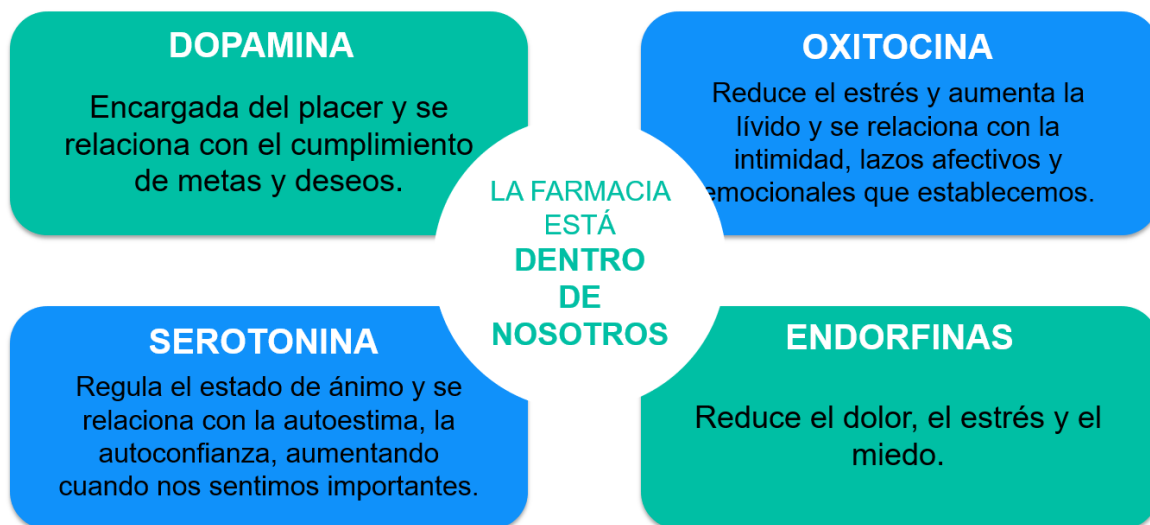 DOPAMINA
Encargada del placer y se
relaciona con el cumplimiento
de metas y deseos.
OXITOCINA
Reduce el estrés y aumenta la
lívido y se relaciona con la
intimidad, lazos afectivos y
emocionales que establecemos.
LA FARMACIA
ESTÁ
DENTRO
DE
NOSOTROS
SEROTONINA
Regula el estado de ánimo y se
relaciona con la autoestima, la
autoconfianza, aumentando
cuando nos sentimos importantes.
ENDORFINAS
Reduce el dolor, el estrés y el
miedo.